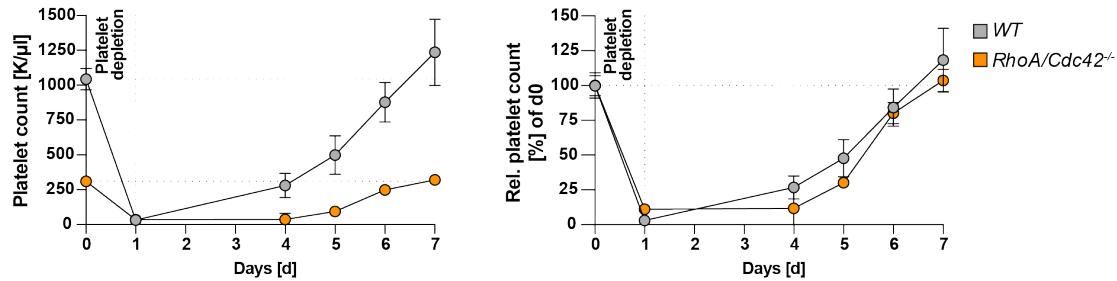 Platelet count [K/µl]
1500
1250
1000
750
500
250
0
Platelet
depletion
0 1 2 3 4 5 6 7
Days [d]
Rel. platelet count
[%] of d0
150
125
100
75
50
25
0
Platelet
depletion
0 1 2 3 4 5 6 7
Days [d]
WT
RhoA/Cdc42-/-